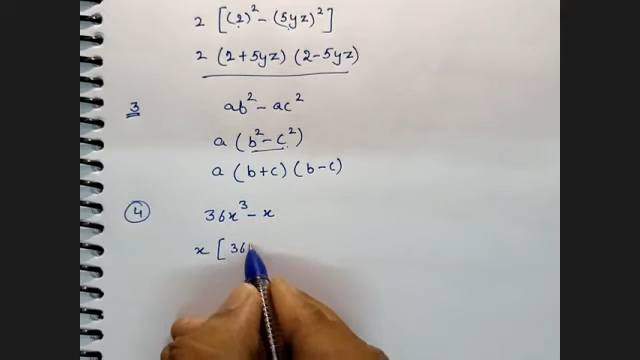 2 [(2)² − (5yz)²]
2 (2+5yz) (2−5yz)
3 ab² − ac²
a (b² − c²)
a (b+c) (b−c)
4 36x³ − x
x [36